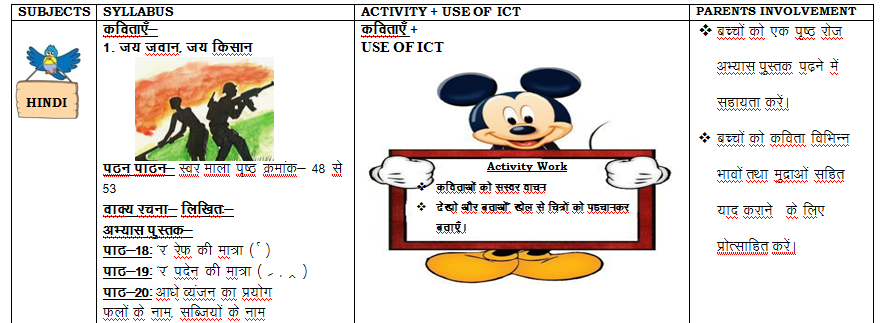 SUBJECTS SYLLABUS ACTIVITY + USE OF ICT PARENTS INVOLVEMENT
HINDI
कविताएँ–
1. जय जवान, जय किसान
पठन पाठन– स्वर माला पृष्ठ क्रमांक– 48 से
53
वाक्य रचना– लिखितः–
अभ्यास पुस्तक–
पाठ–18: 'र' रेफ की मात्रा ( र्)
पाठ–19: 'र पदेन की मात्रा ( ्र ‸ )
पाठ–20: आधे व्यंजन का प्रयोग
फलों के नाम, सब्जियों के नाम
कविताएँ +
USE OF ICT
Activity Work
❖ कविताओं को सस्वर वाचन
❖ देखो और बताओ" खेल से चित्रों को पहचानकर
बताएँ।
❖ बच्चों को एक पृष्ठ रोज
अभ्यास पुस्तक पढ़ने में
सहायता करें।
❖ बच्चों को कविता विभिन्न
भावों तथा मुद्राओं सहित
याद कराने के लिए
प्रोत्साहित करें।